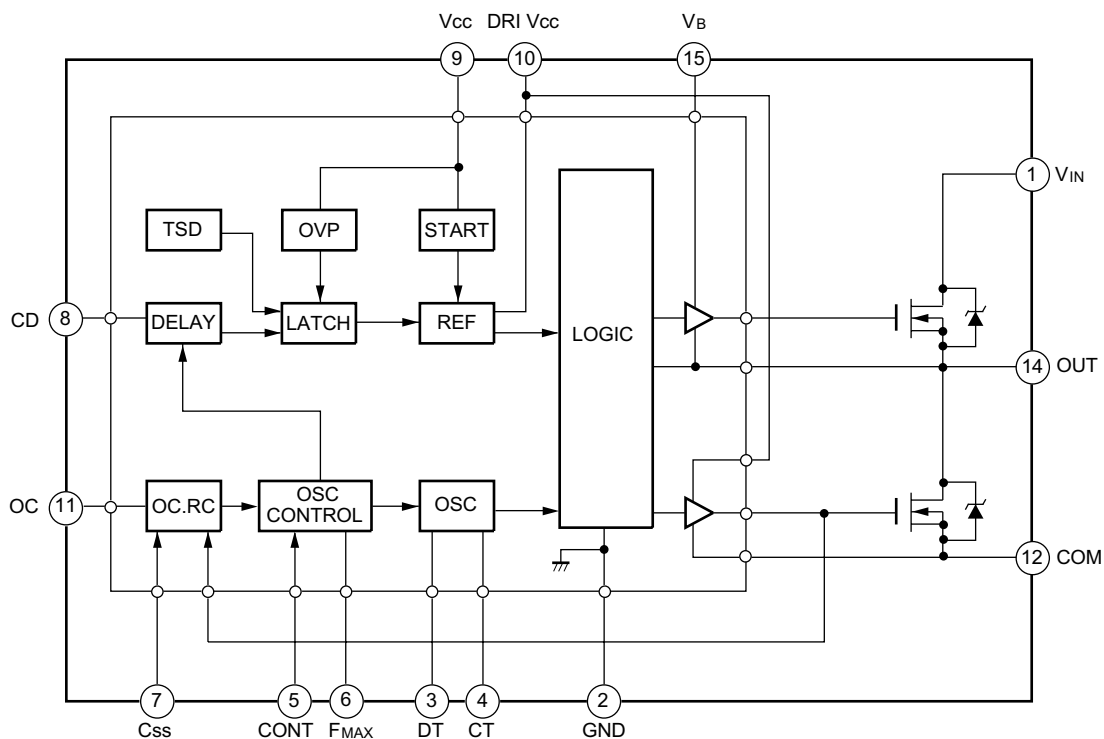 Vcc DRI Vcc VB
9 10 15
1 VIN
TSD OVP START
CD 8 DELAY LATCH REF LOGIC
14 OUT
OC 11 OC.RC OSC CONTROL OSC
12 COM
7 5 6 3 4 2
Css CONT FMAX DT CT GND